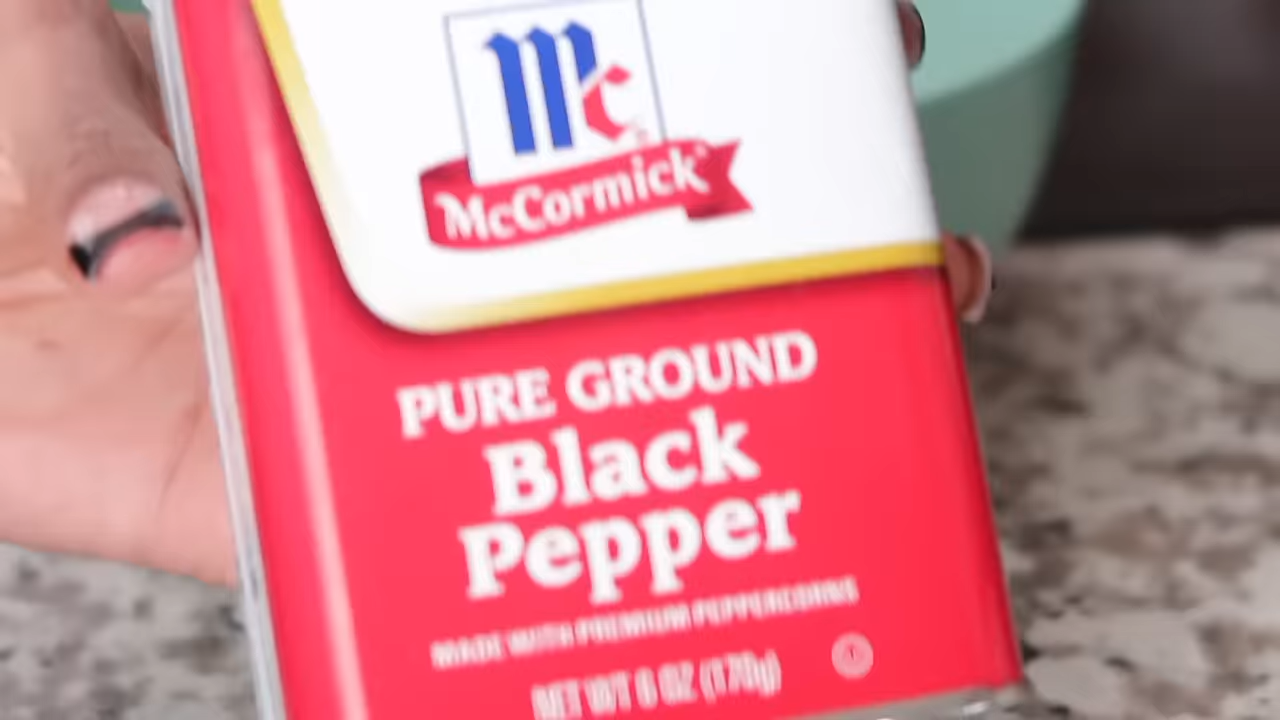 Mc
McCormick
PURE GROUND
Black
Pepper
MADE WITH PREMIUM PEPPERCORNS
NET WT 6 OZ (170g)